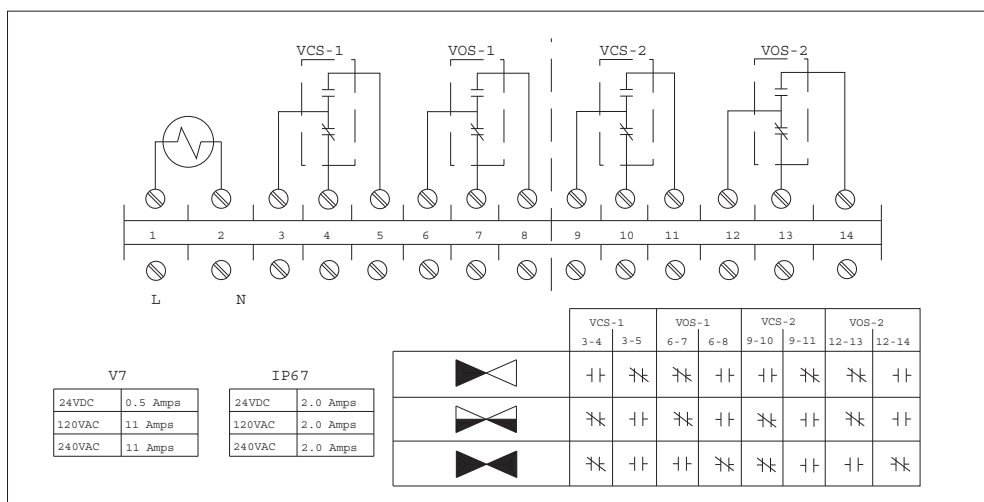 VCS-1 VOS-1 VCS-2 VOS-2
1 2 3 4 5 6 7 8 9 10 11 12 13 14
L N
VCS-1 VOS-1 VCS-2 VOS-2
3-4 3-5 6-7 6-8 9-10 9-11 12-13 12-14
V7
24VDC 0.5 Amps
120VAC 11 Amps
240VAC 11 Amps
IP67
24VDC 2.0 Amps
120VAC 2.0 Amps
240VAC 2.0 Amps